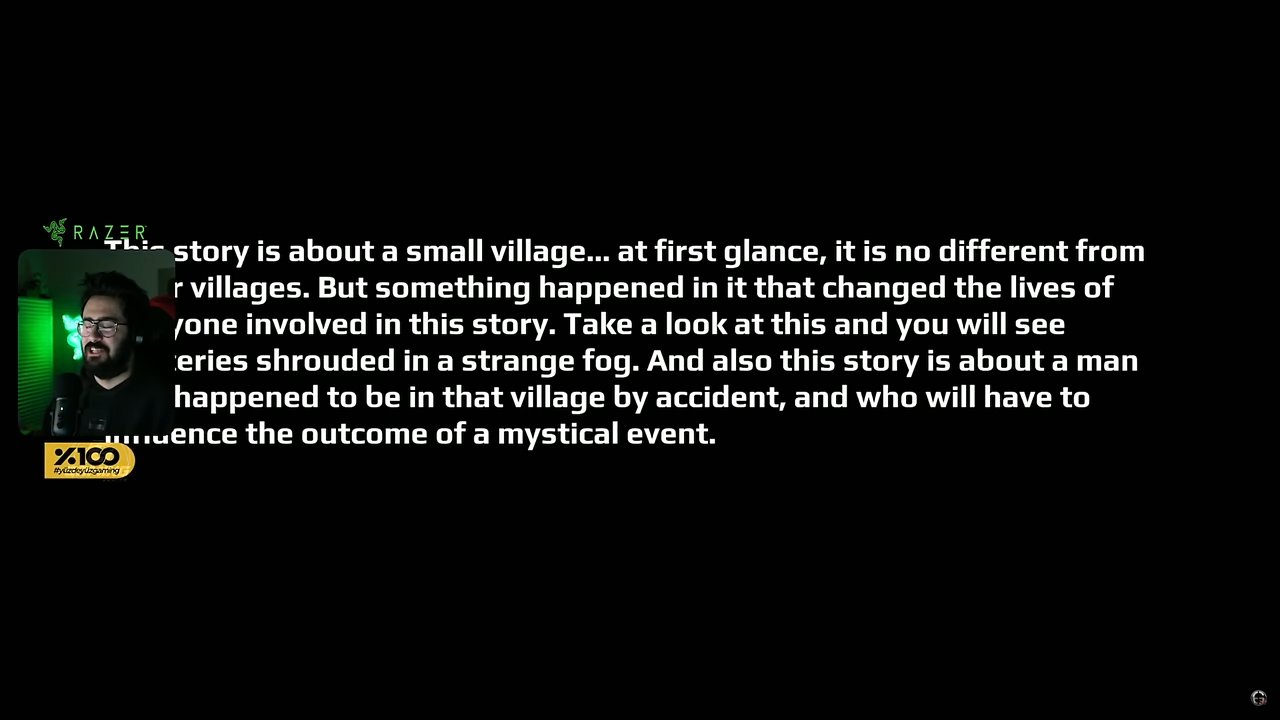 RAZER
This story is about a small village... at first glance, it is no different from
villages. But something happened in it that changed the lives of
involved in this story. Take a look at this and you will see
shrouded in a strange fog. And also this story is about a man
happened to be in that village by accident, and who will have to
influence the outcome of a mystical event.
%100
#yüzdeyüzgaming